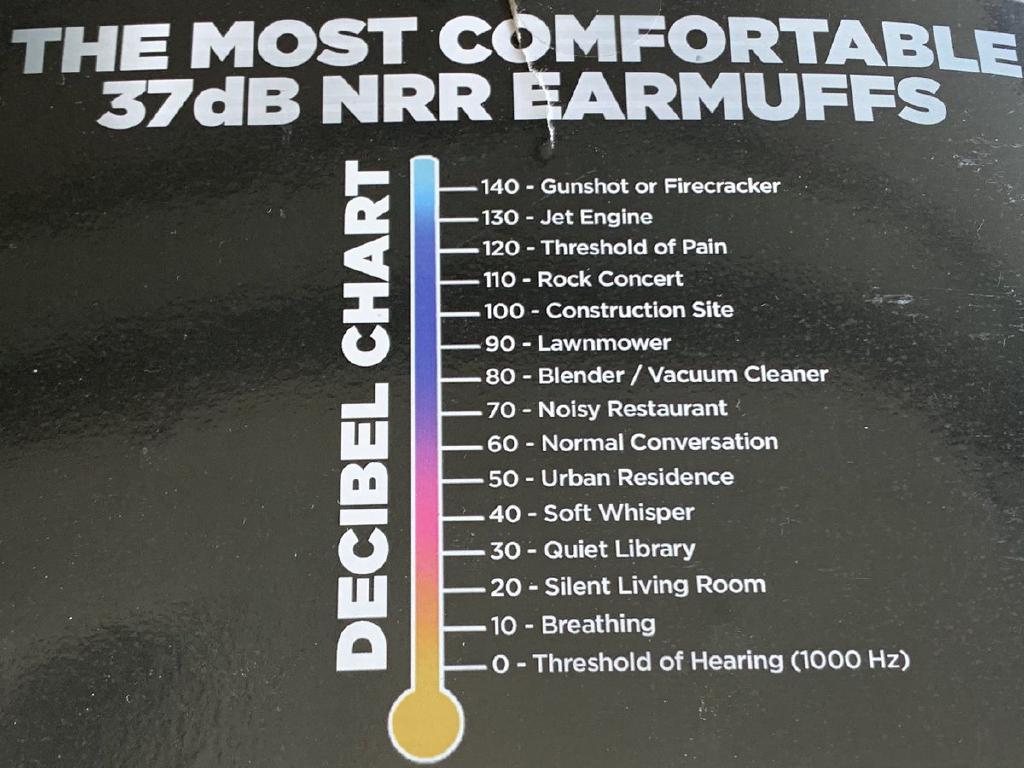 THE MOST COMFORTABLE
37dB NRR EARMUFFS
DECIBEL CHART
140 - Gunshot or Firecracker
130 - Jet Engine
120 - Threshold of Pain
110 - Rock Concert
100 - Construction Site
90 - Lawnmower
80 - Blender / Vacuum Cleaner
70 - Noisy Restaurant
60 - Normal Conversation
50 - Urban Residence
40 - Soft Whisper
30 - Quiet Library
20 - Silent Living Room
10 - Breathing
0 - Threshold of Hearing (1000 Hz)